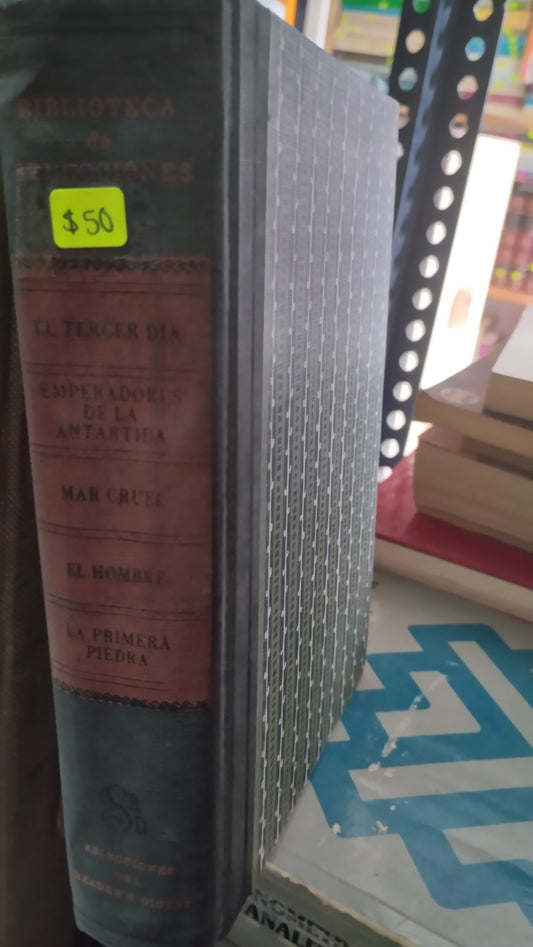 BIBLIOTECA
de
SELECCIONES
$50
EL TERCER DIA
EMPERADORES
DE LA
ANTARTIDA
MAR CRUEL
EL HOMBRE
LA PRIMERA
PIEDRA
SELECCIONES
DEL
READER'S DIGEST